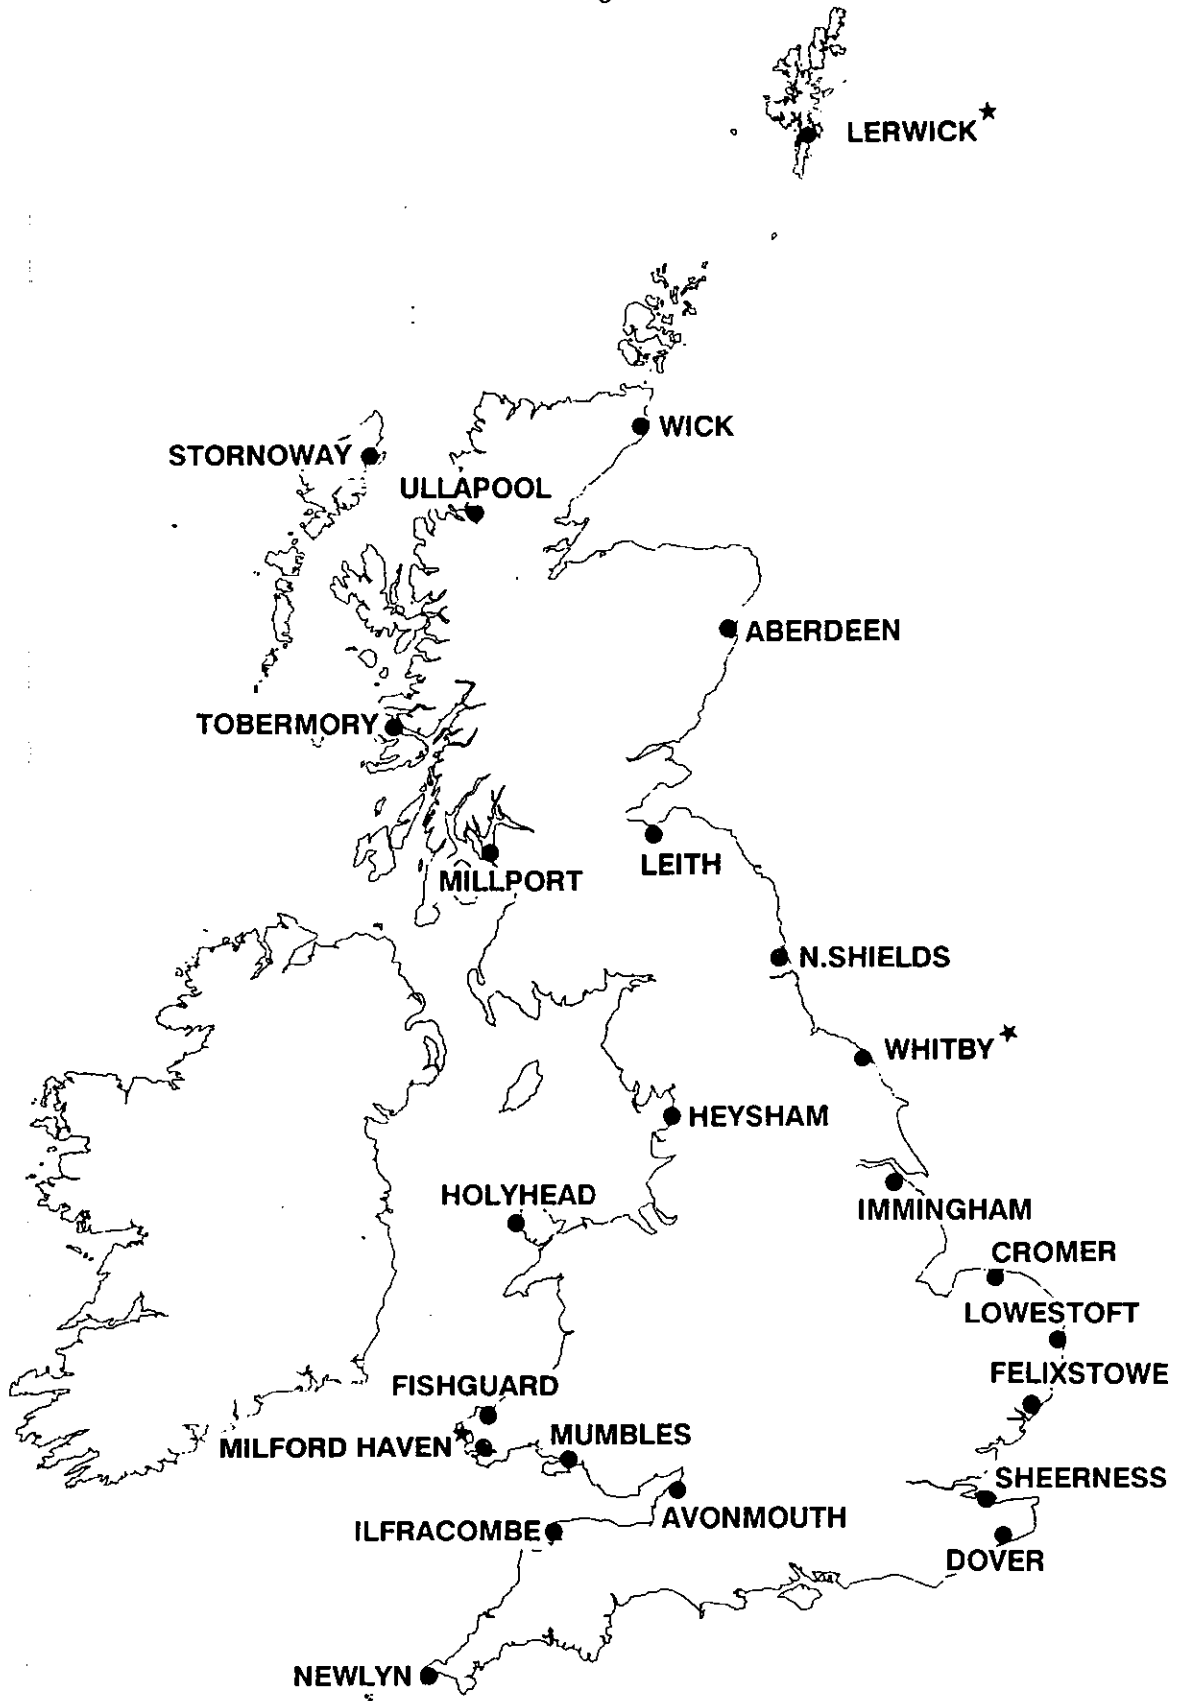 LERWICK★
WICK
STORNOWAY
ULLAPOOL
ABERDEEN
TOBERMORY
LEITH
MILLPORT
N.SHIELDS
WHITBY★
HEYSHAM
HOLYHEAD
IMMINGHAM
CROMER
LOWESTOFT
FELIXSTOWE
FISHGUARD
MUMBLES
MILFORD HAVEN★
SHEERNESS
AVONMOUTH
ILFRACOMBE
DOVER
NEWLYN